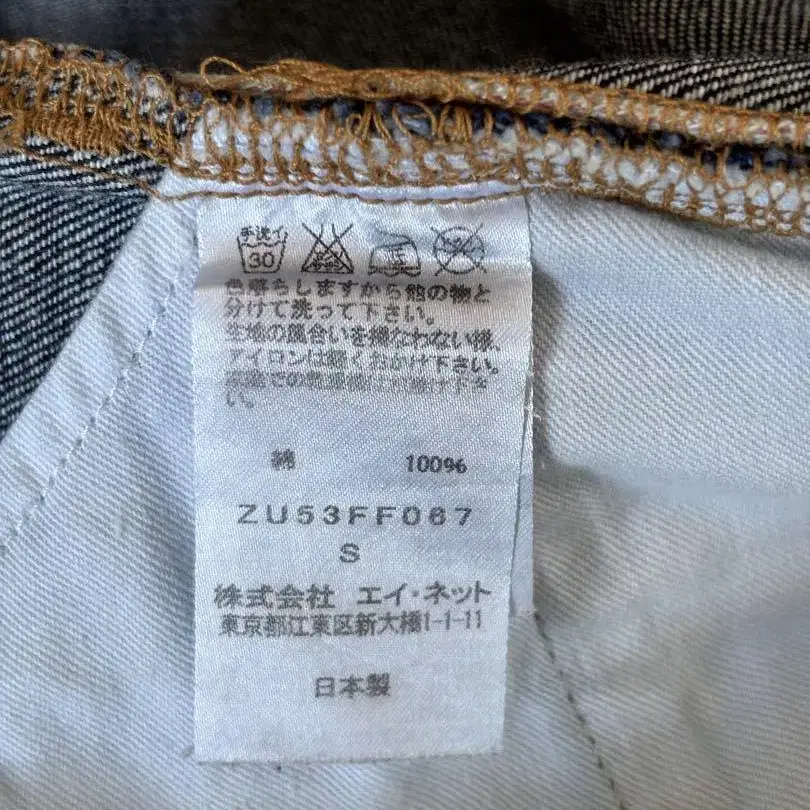 手洗イ
30
色落ちしますから他の物と
分けて洗って下さい。
生地の風合いを損なわない様、
アイロンは軽くおかけ下さい。
い。
綿 100%
ZU53FF067
S
株式会社 エイ・ネット
東京都江東区新大橋1-1-11
日本製